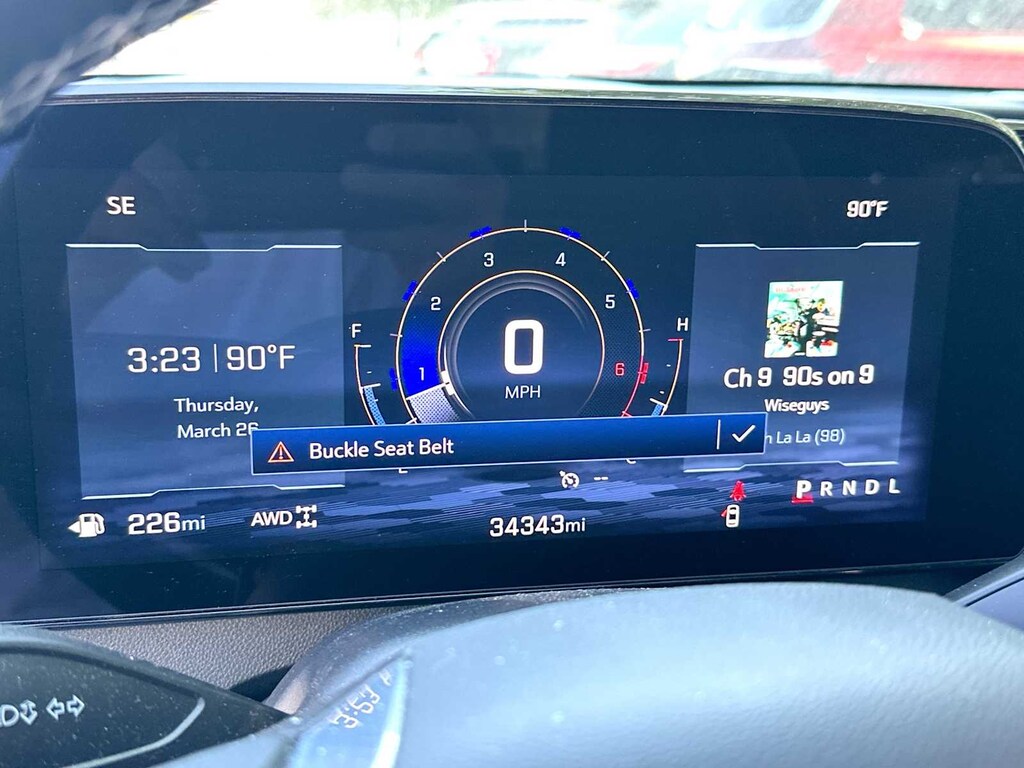 SE
90°F
3:23 | 90°F
Thursday,
March 26
F
1
2
3
4
5
6
H
0
MPH
Ch 9 90s on 9
Wiseguys
La La (98)
Buckle Seat Belt
226mi
AWD
34343mi
P R N D L